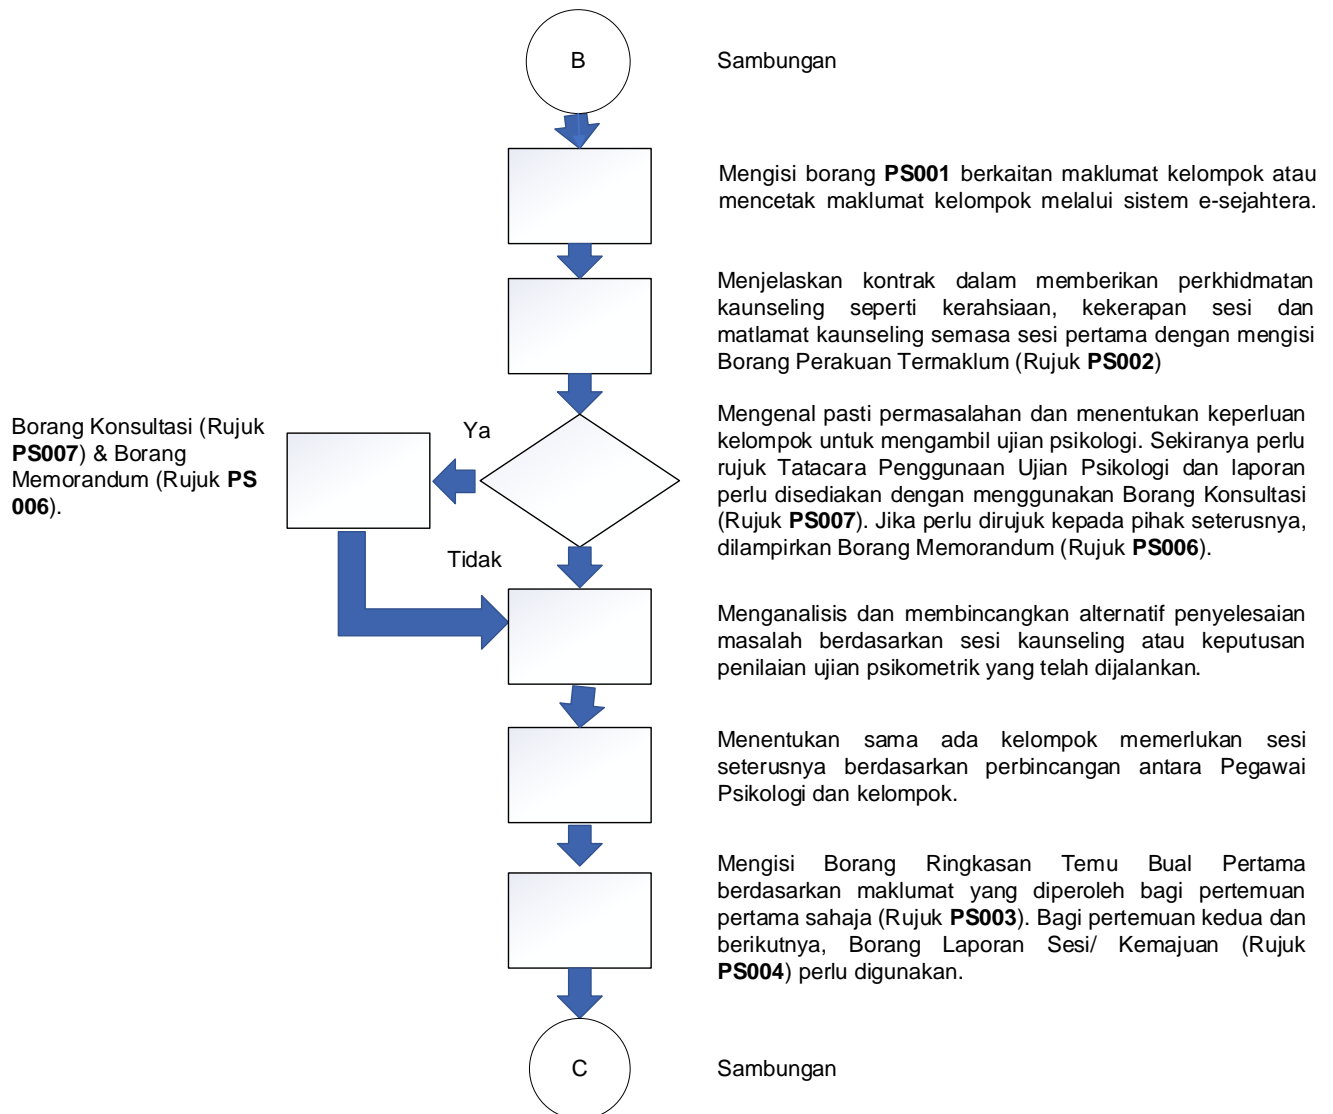 B
Sambungan
Mengisi borang PS001 berkaitan maklumat kelompok atau
mencetak maklumat kelompok melalui sistem e-sejahtera.
Menjelaskan kontrak dalam memberikan perkhidmatan
kaunseling seperti kerahsiaan, kekerapan sesi dan
matlamat kaunseling semasa sesi pertama dengan mengisi
Borang Perakuan Termaklum (Rujuk PS002)
Borang Konsultasi (Rujuk
PS007) & Borang
Memorandum (Rujuk PS
006).
Ya
Mengenal pasti permasalahan dan menentukan keperluan
kelompok untuk mengambil ujian psikologi. Sekiranya perlu
rujuk Tatacara Penggunaan Ujian Psikologi dan laporan
perlu disediakan dengan menggunakan Borang Konsultasi
(Rujuk PS007). Jika perlu dirujuk kepada pihak seterusnya,
dilampirkan Borang Memorandum (Rujuk PS006).
Tidak
Menganalisis dan membincangkan alternatif penyelesaian
masalah berdasarkan sesi kaunseling atau keputusan
penilaian ujian psikometrik yang telah dijalankan.
Menentukan sama ada kelompok memerlukan sesi
seterusnya berdasarkan perbincangan antara Pegawai
Psikologi dan kelompok.
Mengisi Borang Ringkasan Temu Bual Pertama
berdasarkan maklumat yang diperoleh bagi pertemuan
pertama sahaja (Rujuk PS003). Bagi pertemuan kedua dan
berikutnya, Borang Laporan Sesi/ Kemajuan (Rujuk
PS004) perlu digunakan.
C
Sambungan